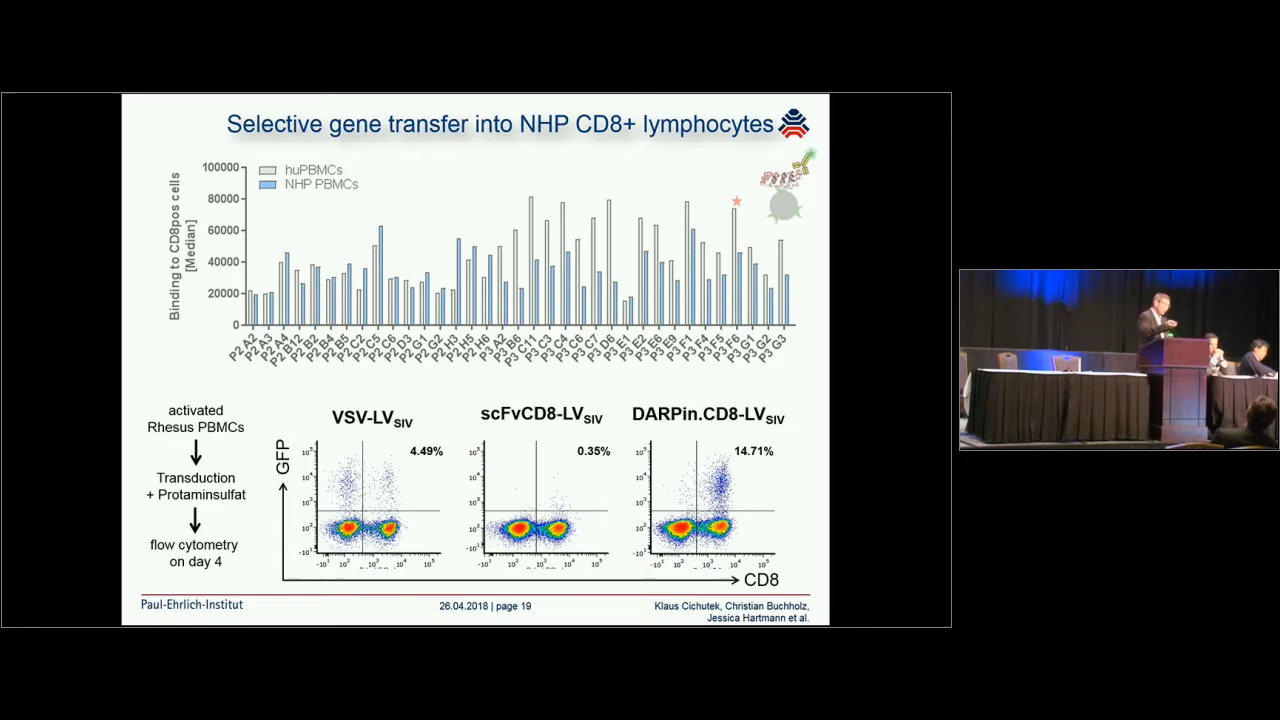 Selective gene transfer into NHP CD8+ lymphocytes
Binding to CD8pos cells
[Median]
100000
80000
60000
40000
20000
0
huPBMCs
NHP PBMCs
P2 A2
P2 A3
P2 A4
P2 B12
P2 B2
P2 B4
P2 B5
P2 C2
P2 C5
P2 C6
P2 D3
P2 G1
P2 G2
P2 H3
P2 H5
P2 H6
P3 A2
P3 B6
P3 C11
P3 C3
P3 C4
P3 C6
P3 C7
P3 D6
P3 E1
P3 E2
P3 E6
P3 E9
P3 F1
P3 F4
P3 F5
P3 F6
P3 G1
P3 G2
P3 G3
activated
Rhesus PBMCs
Transduction
+ Protaminsulfat
flow cytometry
on day 4
VSV-LVSIV
scFvCD8-LVSIV
DARPin.CD8-LVSIV
GFP
4.49%
0.35%
14.71%
CD8
Paul-Ehrlich-Institut
26.04.2018 | page 19
Klaus Cichutek, Christian Buchholz,
Jessica Hartmann et al.